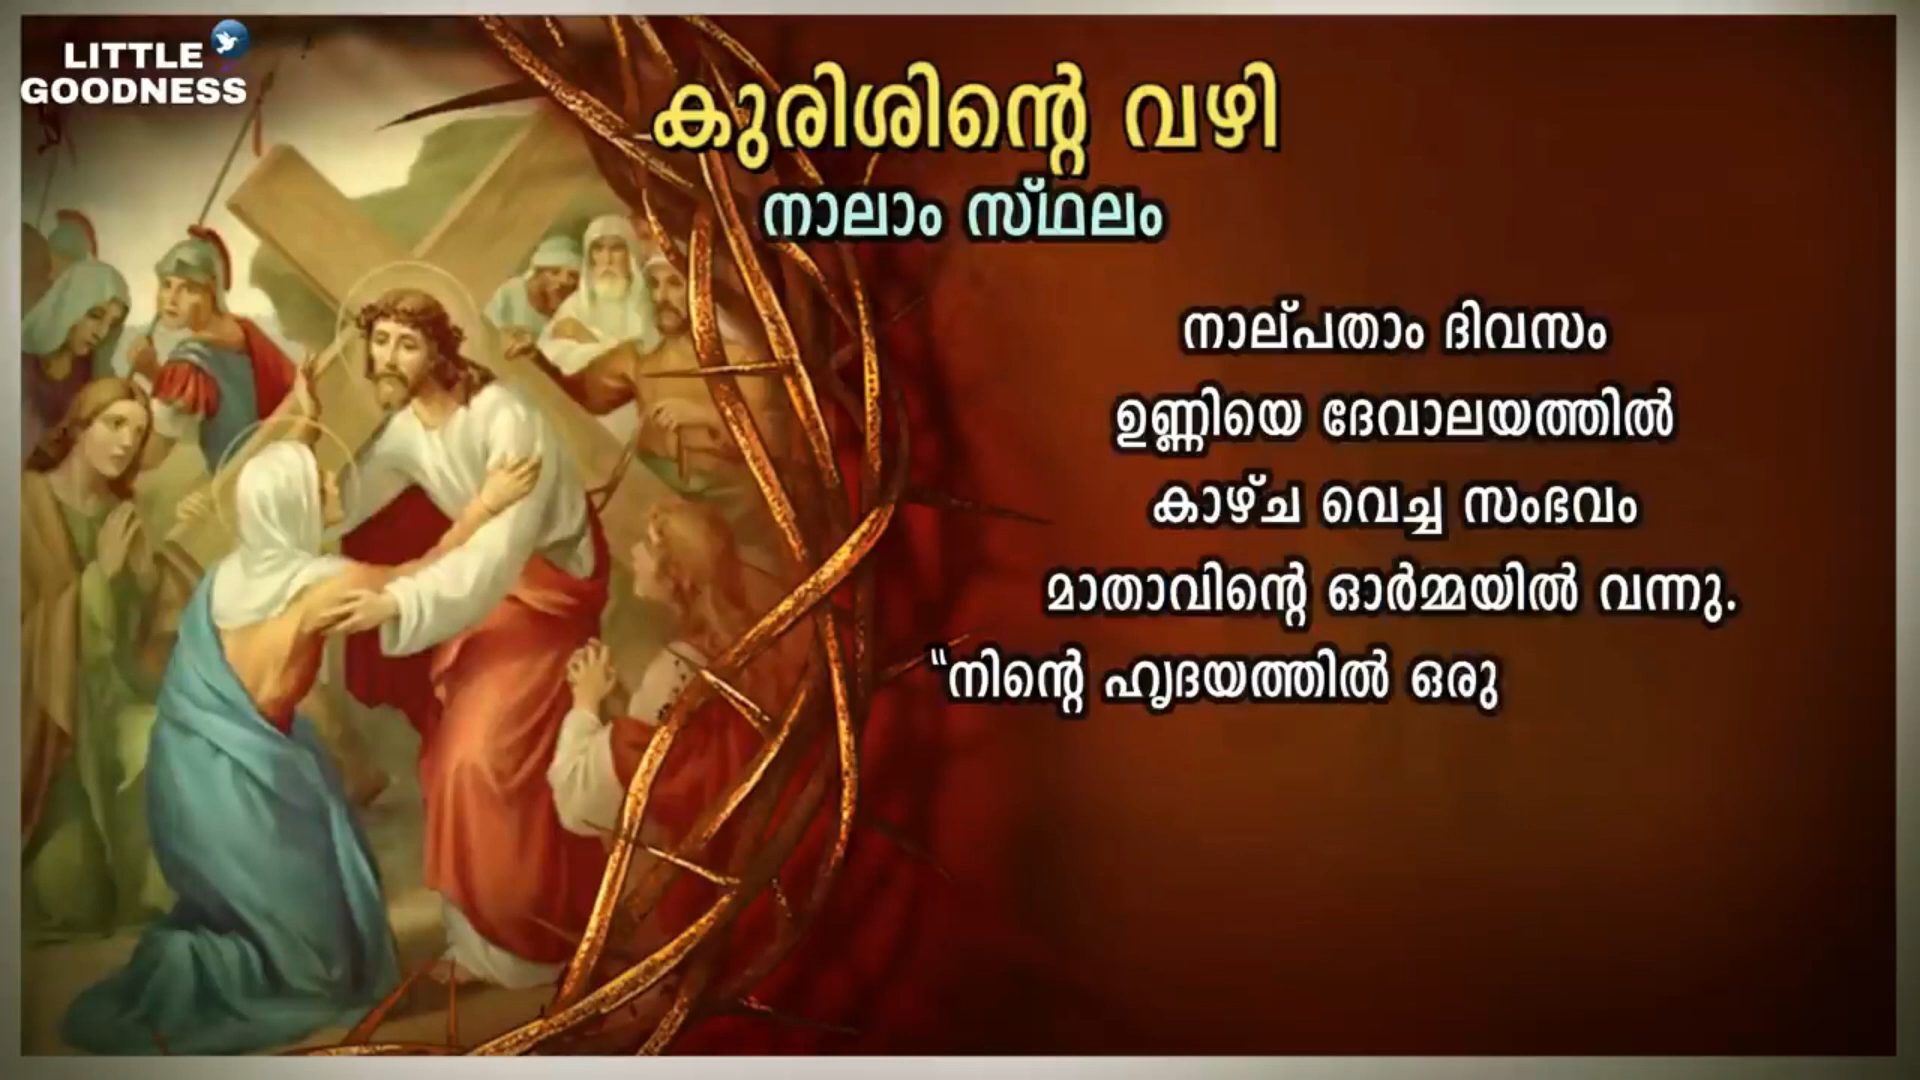 LITTLE
GOODNESS
കുരിശിന്റെ വഴി
നാലാം സ്ഥലം
നാല്പതാം ദിവസം
ഉണ്ണിയെ ദേവാലയത്തിൽ
കാഴ്ച വെച്ച സംഭവം
മാതാവിന്റെ ഓർമ്മയിൽ വന്നു.
“നിന്റെ ഹൃദയത്തിൽ ഒരു